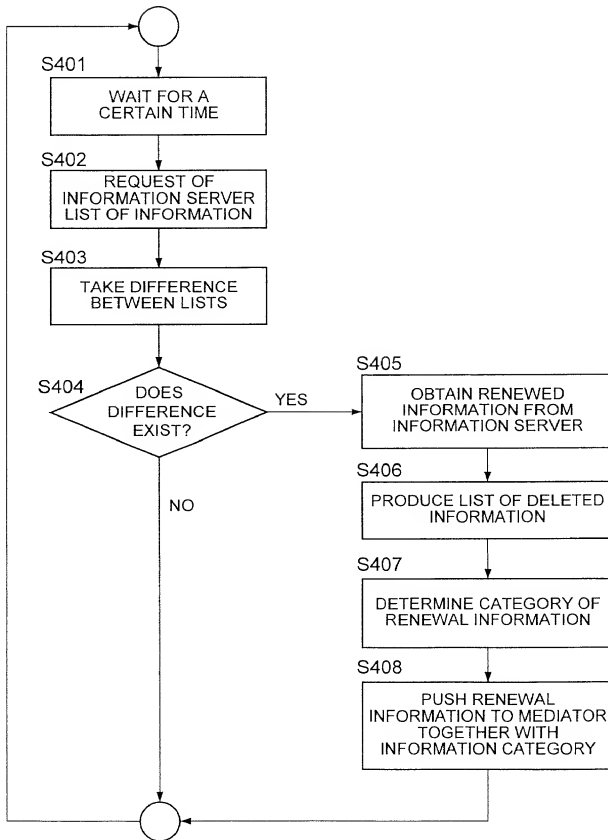 S401
WAIT FOR A
CERTAIN TIME
S402
REQUEST OF
INFORMATION SERVER
LIST OF INFORMATION
S403
TAKE DIFFERENCE
BETWEEN LISTS
S404
DOES
DIFFERENCE
EXIST?
YES
NO
S405
OBTAIN RENEWED
INFORMATION FROM
INFORMATION SERVER
S406
PRODUCE LIST OF DELETED
INFORMATION
S407
DETERMINE CATEGORY OF
RENEWAL INFORMATION
S408
PUSH RENEWAL
INFORMATION TO MEDIATOR
TOGETHER WITH
INFORMATION CATEGORY